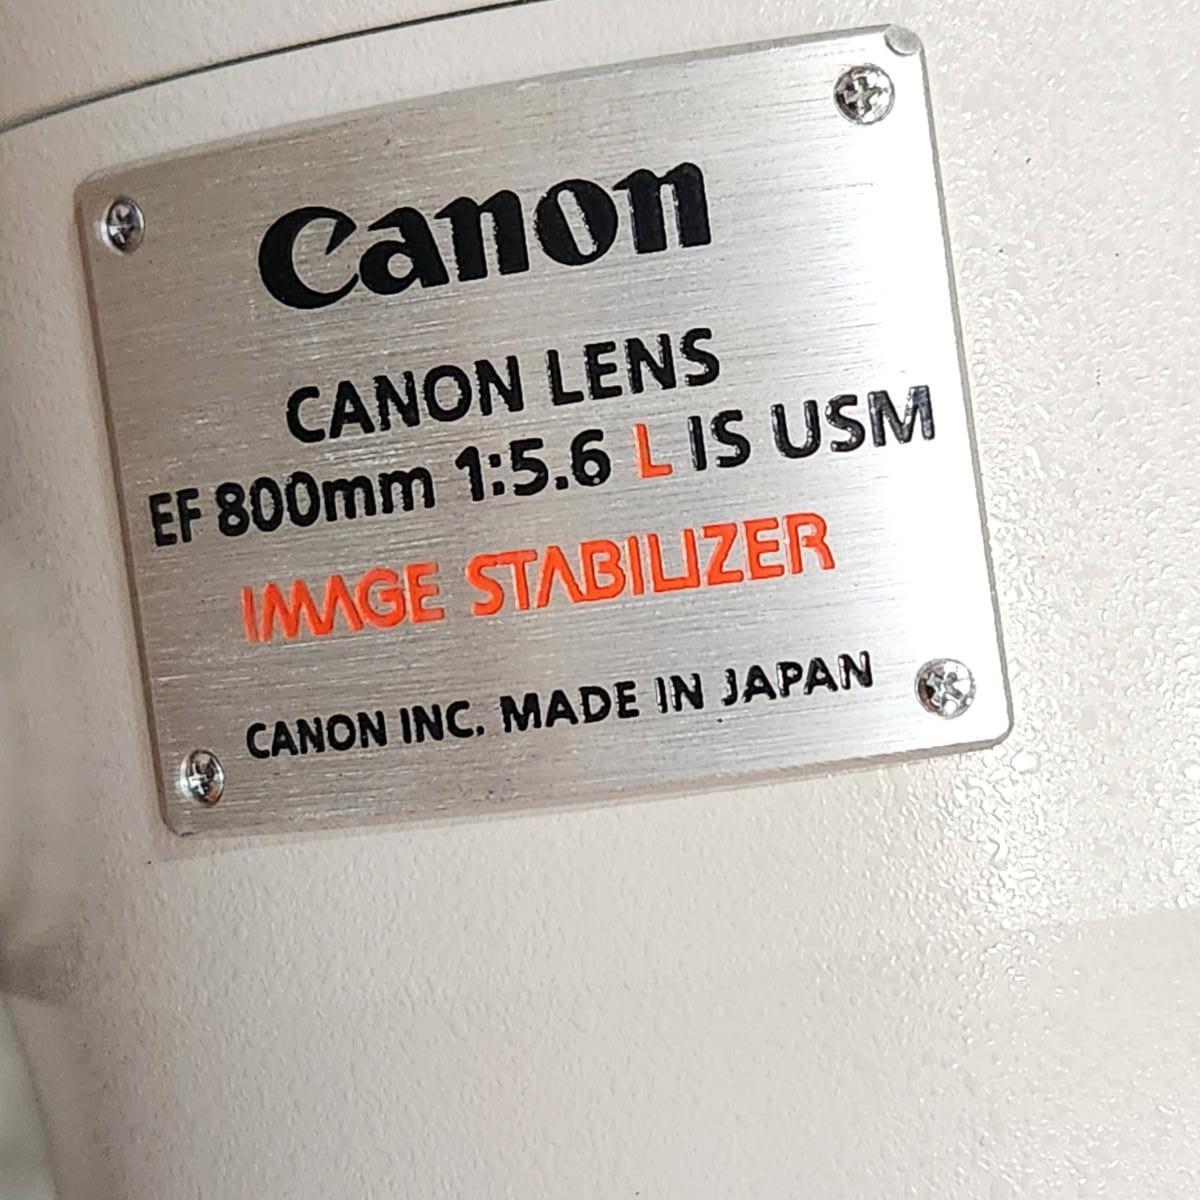 Canon
CANON LENS
EF 800mm 1:5.6 L IS USM
IMAGE STABILIZER
CANON INC. MADE IN JAPAN